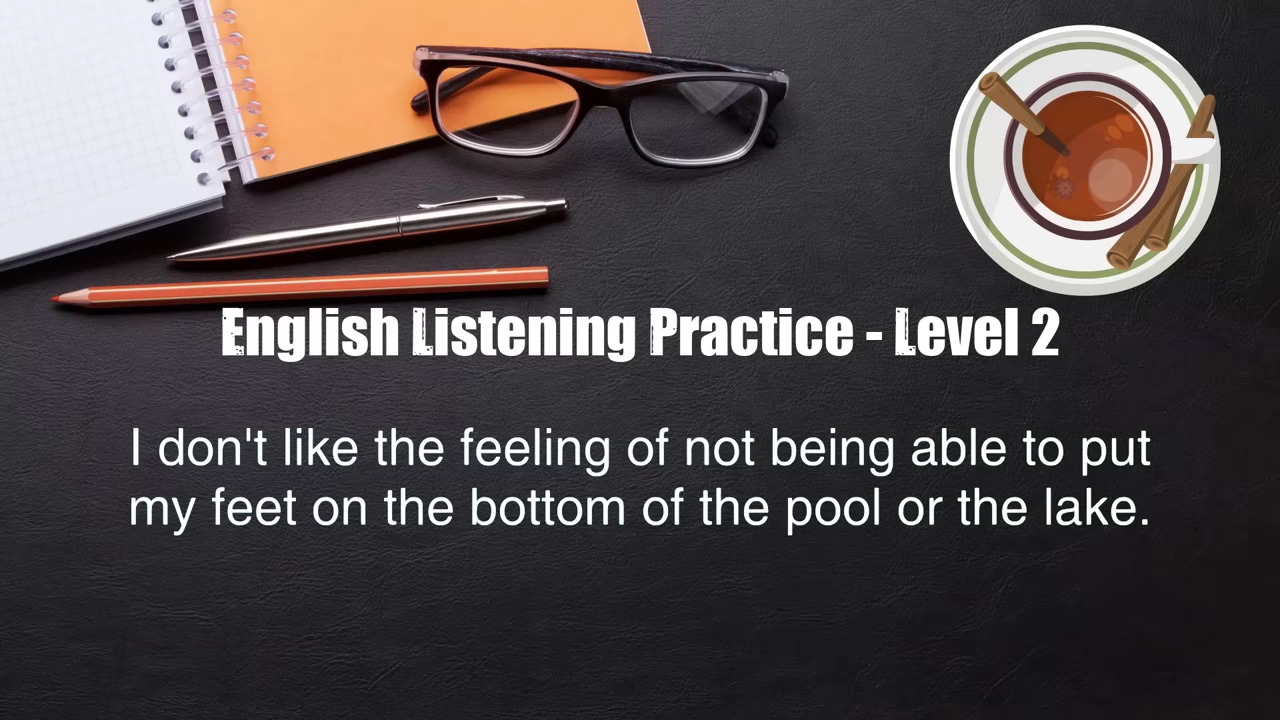 English Listening Practice - Level 2
I don't like the feeling of not being able to put
my feet on the bottom of the pool or the lake.